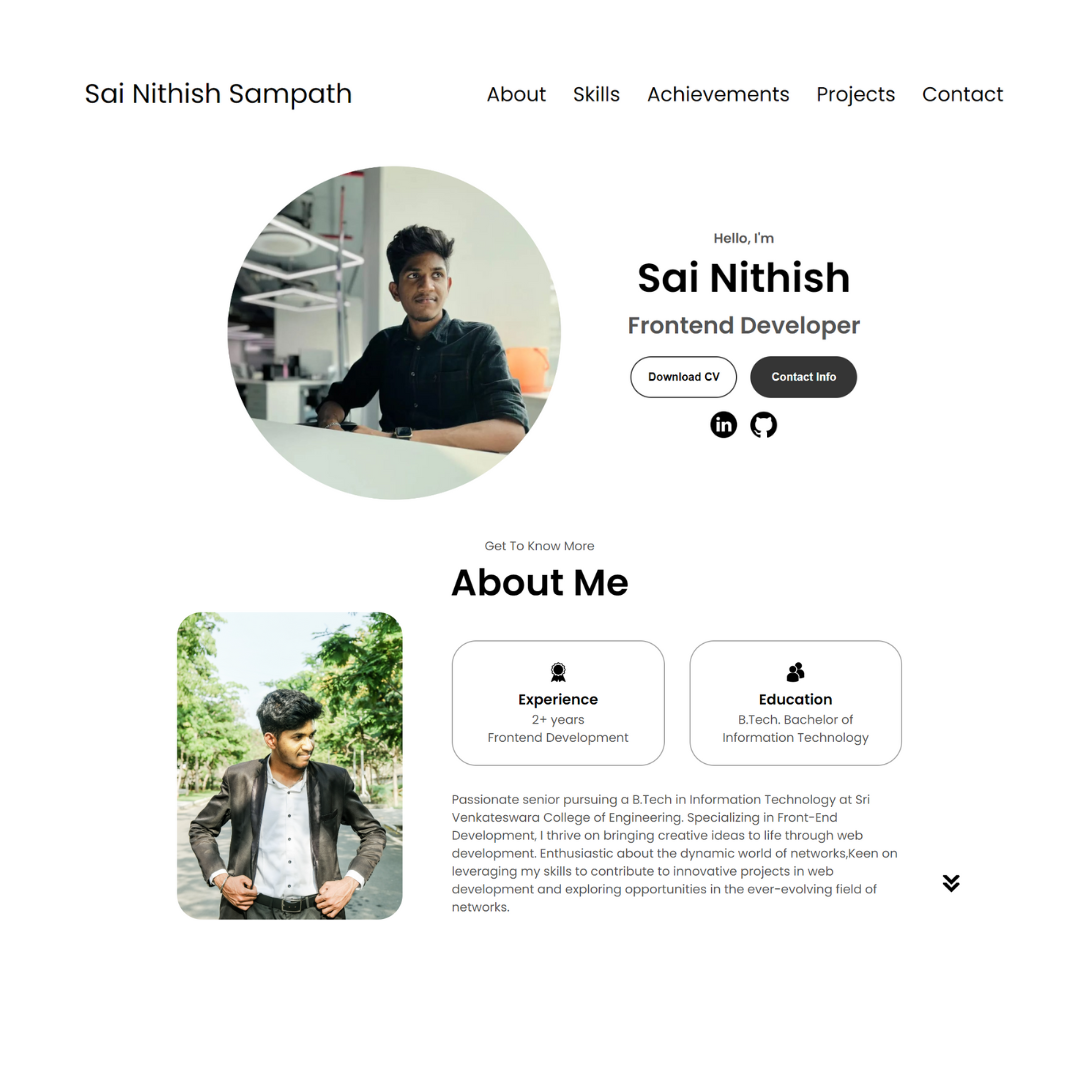 Sai Nithish Sampath
About Skills Achievements Projects Contact
Hello, I'm
Sai Nithish
Frontend Developer
Download CV Contact Info
in
Get To Know More
About Me
Experience
2+ years
Frontend Development
Education
B.Tech. Bachelor of
Information Technology
Passionate senior pursuing a B.Tech in Information Technology at Sri
Venkateswara College of Engineering. Specializing in Front-End
Development, I thrive on bringing creative ideas to life through web
development. Enthusiastic about the dynamic world of networks,Keen on
leveraging my skills to contribute to innovative projects in web
development and exploring opportunities in the ever-evolving field of
networks.